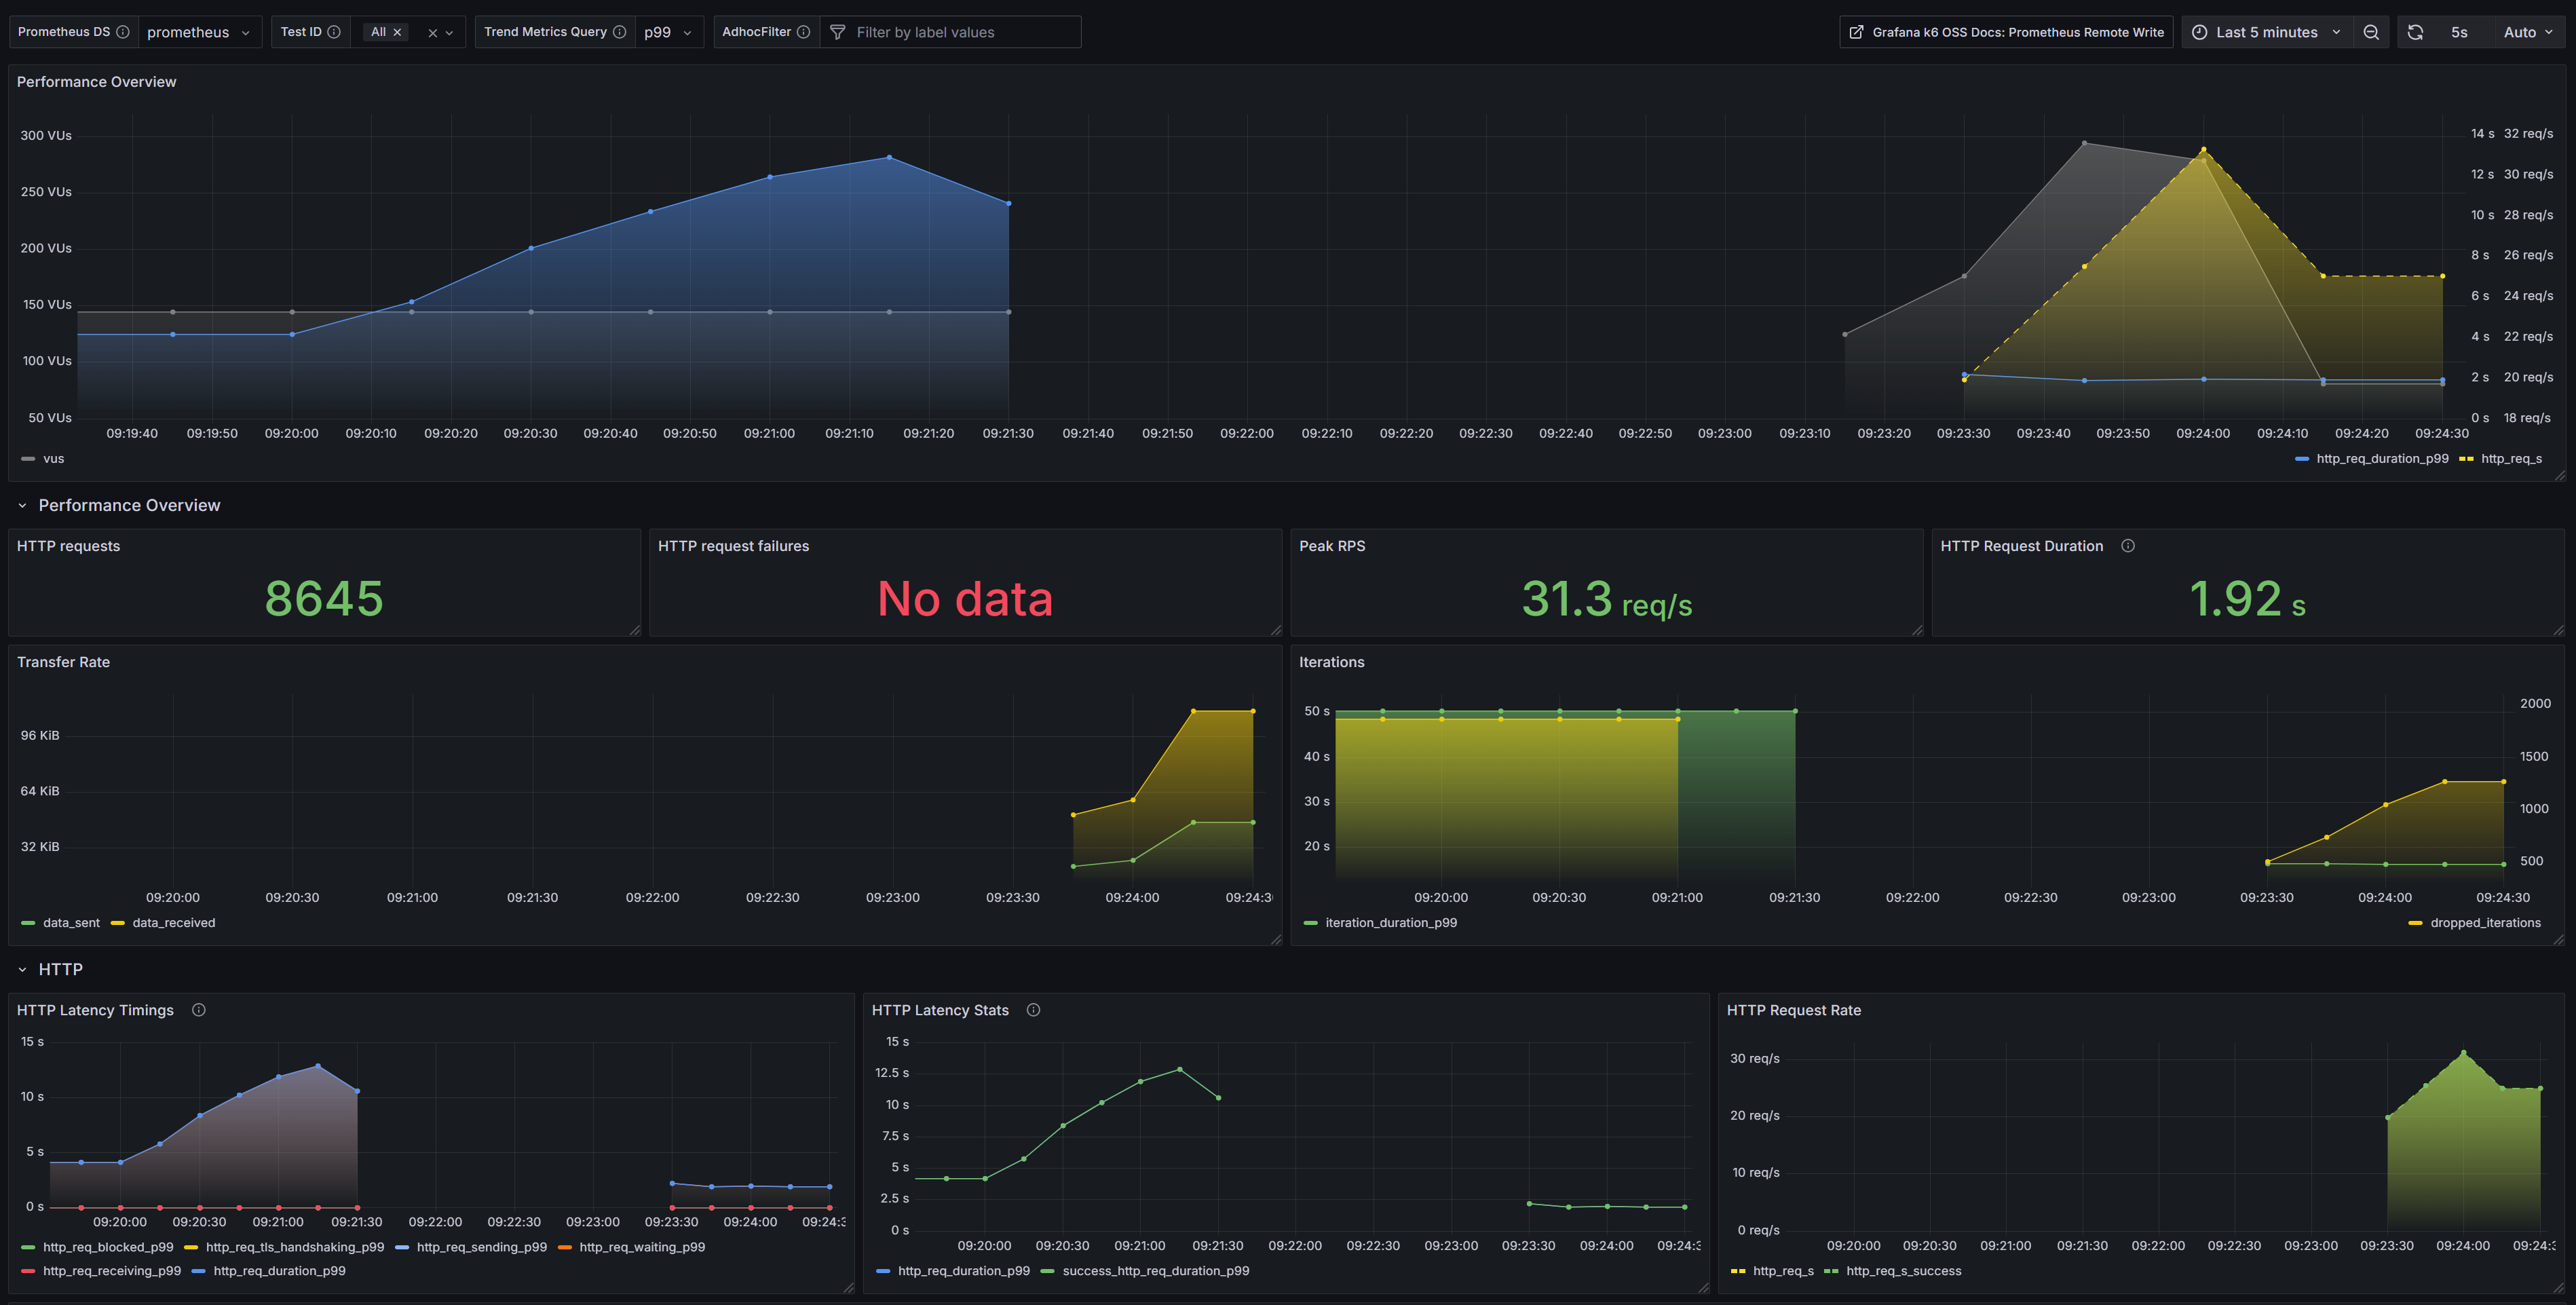 Prometheus DS prometheus Test ID All Trend Metrics Query p99 AdhocFilter Filter by label values Grafana k6 OSS Docs: Prometheus Remote Write Last 5 minutes 5s Auto
Performance Overview
300 VUs 14 s 32 req/s
250 VUs 12 s 30 req/s
10 s 28 req/s
200 VUs 8 s 26 req/s
150 VUs 6 s 24 req/s
100 VUs 4 s 22 req/s
2 s 20 req/s
50 VUs 0 s 18 req/s
09:19:40 09:19:50 09:20:00 09:20:10 09:20:20 09:20:30 09:20:40 09:20:50 09:21:00 09:21:10 09:21:20 09:21:30 09:21:40 09:21:50 09:22:00 09:22:10 09:22:20 09:22:30 09:22:40 09:22:50 09:23:00 09:23:10 09:23:20 09:23:30 09:23:40 09:23:50 09:24:00 09:24:10 09:24:20 09:24:30
vus http_req_duration_p99 http_req_s
Performance Overview
HTTP requests
8645
HTTP request failures
No data
Peak RPS
31.3 req/s
HTTP Request Duration
1.92 s
Transfer Rate
96 KiB
64 KiB
32 KiB
09:20:00 09:20:30 09:21:00 09:21:30 09:22:00 09:22:30 09:23:00 09:23:30 09:24:00 09:24:3
data_sent data_received
Iterations
50 s 2000
40 s 1500
30 s 1000
20 s 500
09:20:00 09:20:30 09:21:00 09:21:30 09:22:00 09:22:30 09:23:00 09:23:30 09:24:00 09:24:30
iteration_duration_p99 dropped_iterations
HTTP
HTTP Latency Timings
15 s
10 s
5 s
0 s
09:20:00 09:20:30 09:21:00 09:21:30 09:22:00 09:22:30 09:23:00 09:23:30 09:24:00 09:24:3
http_req_blocked_p99 http_req_tls_handshaking_p99 http_req_sending_p99 http_req_waiting_p99
http_req_receiving_p99 http_req_duration_p99
HTTP Latency Stats
15 s
12.5 s
10 s
7.5 s
5 s
2.5 s
0 s
09:20:00 09:20:30 09:21:00 09:21:30 09:22:00 09:22:30 09:23:00 09:23:30 09:24:00 09:24:3
http_req_duration_p99 success_http_req_duration_p99
HTTP Request Rate
30 req/s
20 req/s
10 req/s
0 req/s
09:20:00 09:20:30 09:21:00 09:21:30 09:22:00 09:22:30 09:23:00 09:23:30 09:24:00 09:24:3
http_req_s http_req_s_success